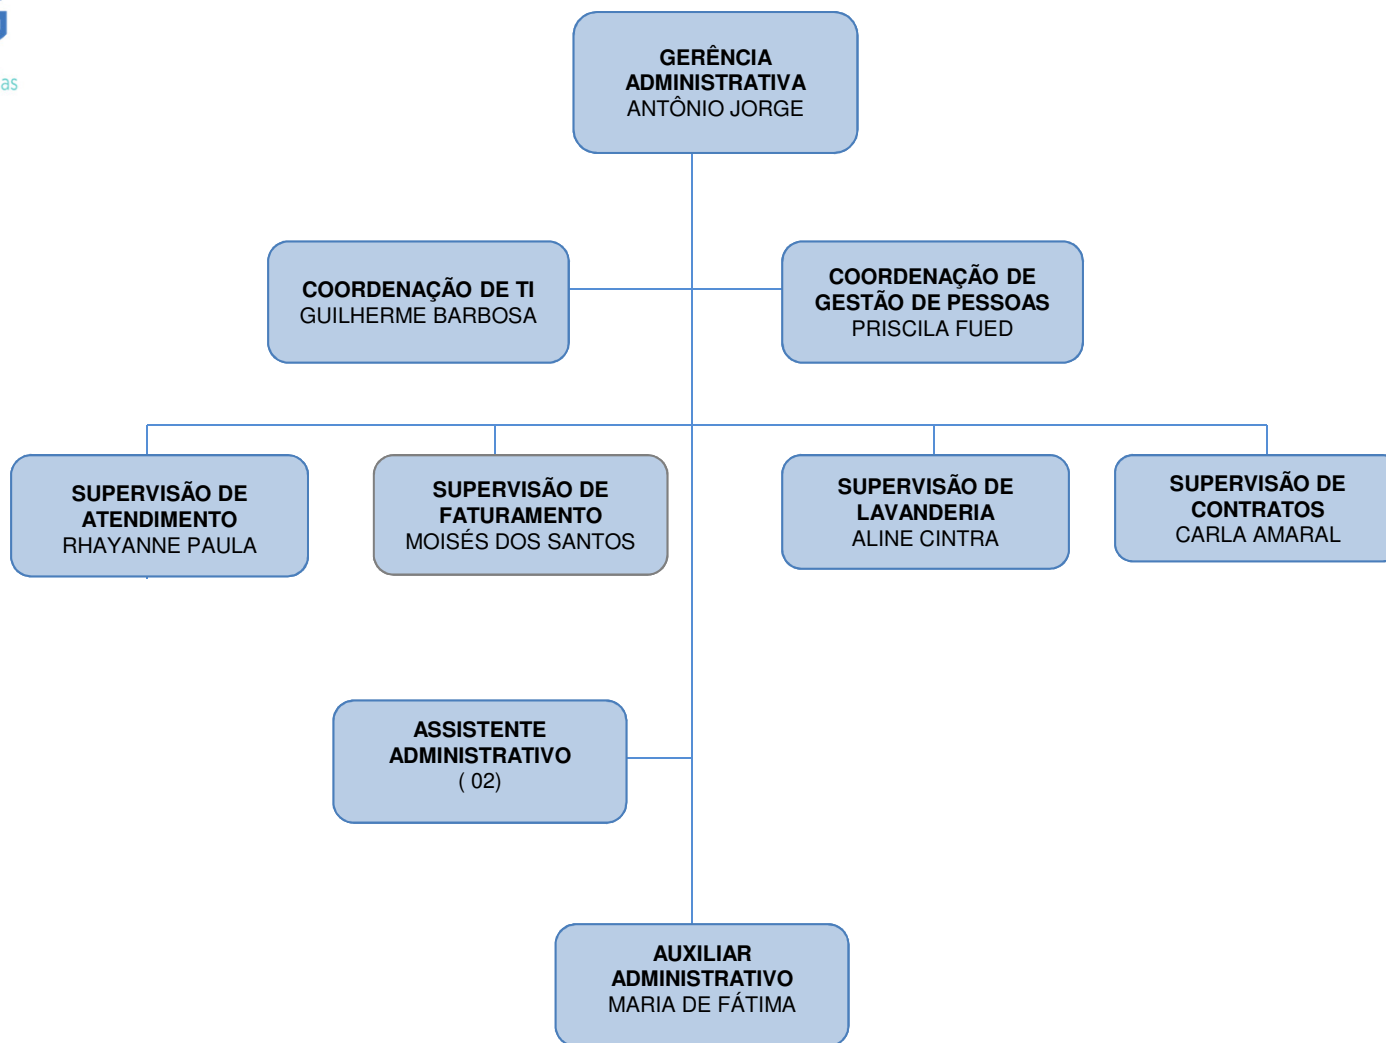 as
GERÊNCIA
ADMINISTRATIVA
ANTÔNIO JORGE
COORDENAÇÃO DE TI
GUILHERME BARBOSA
COORDENAÇÃO DE
GESTÃO DE PESSOAS
PRISCILA FUED
SUPERVISÃO DE
ATENDIMENTO
RHAYANNE PAULA
SUPERVISÃO DE
FATURAMENTO
MOISÉS DOS SANTOS
SUPERVISÃO DE
LAVANDERIA
ALINE CINTRA
SUPERVISÃO DE
CONTRATOS
CARLA AMARAL
ASSISTENTE
ADMINISTRATIVO
( 02)
AUXILIAR
ADMINISTRATIVO
MARIA DE FÁTIMA